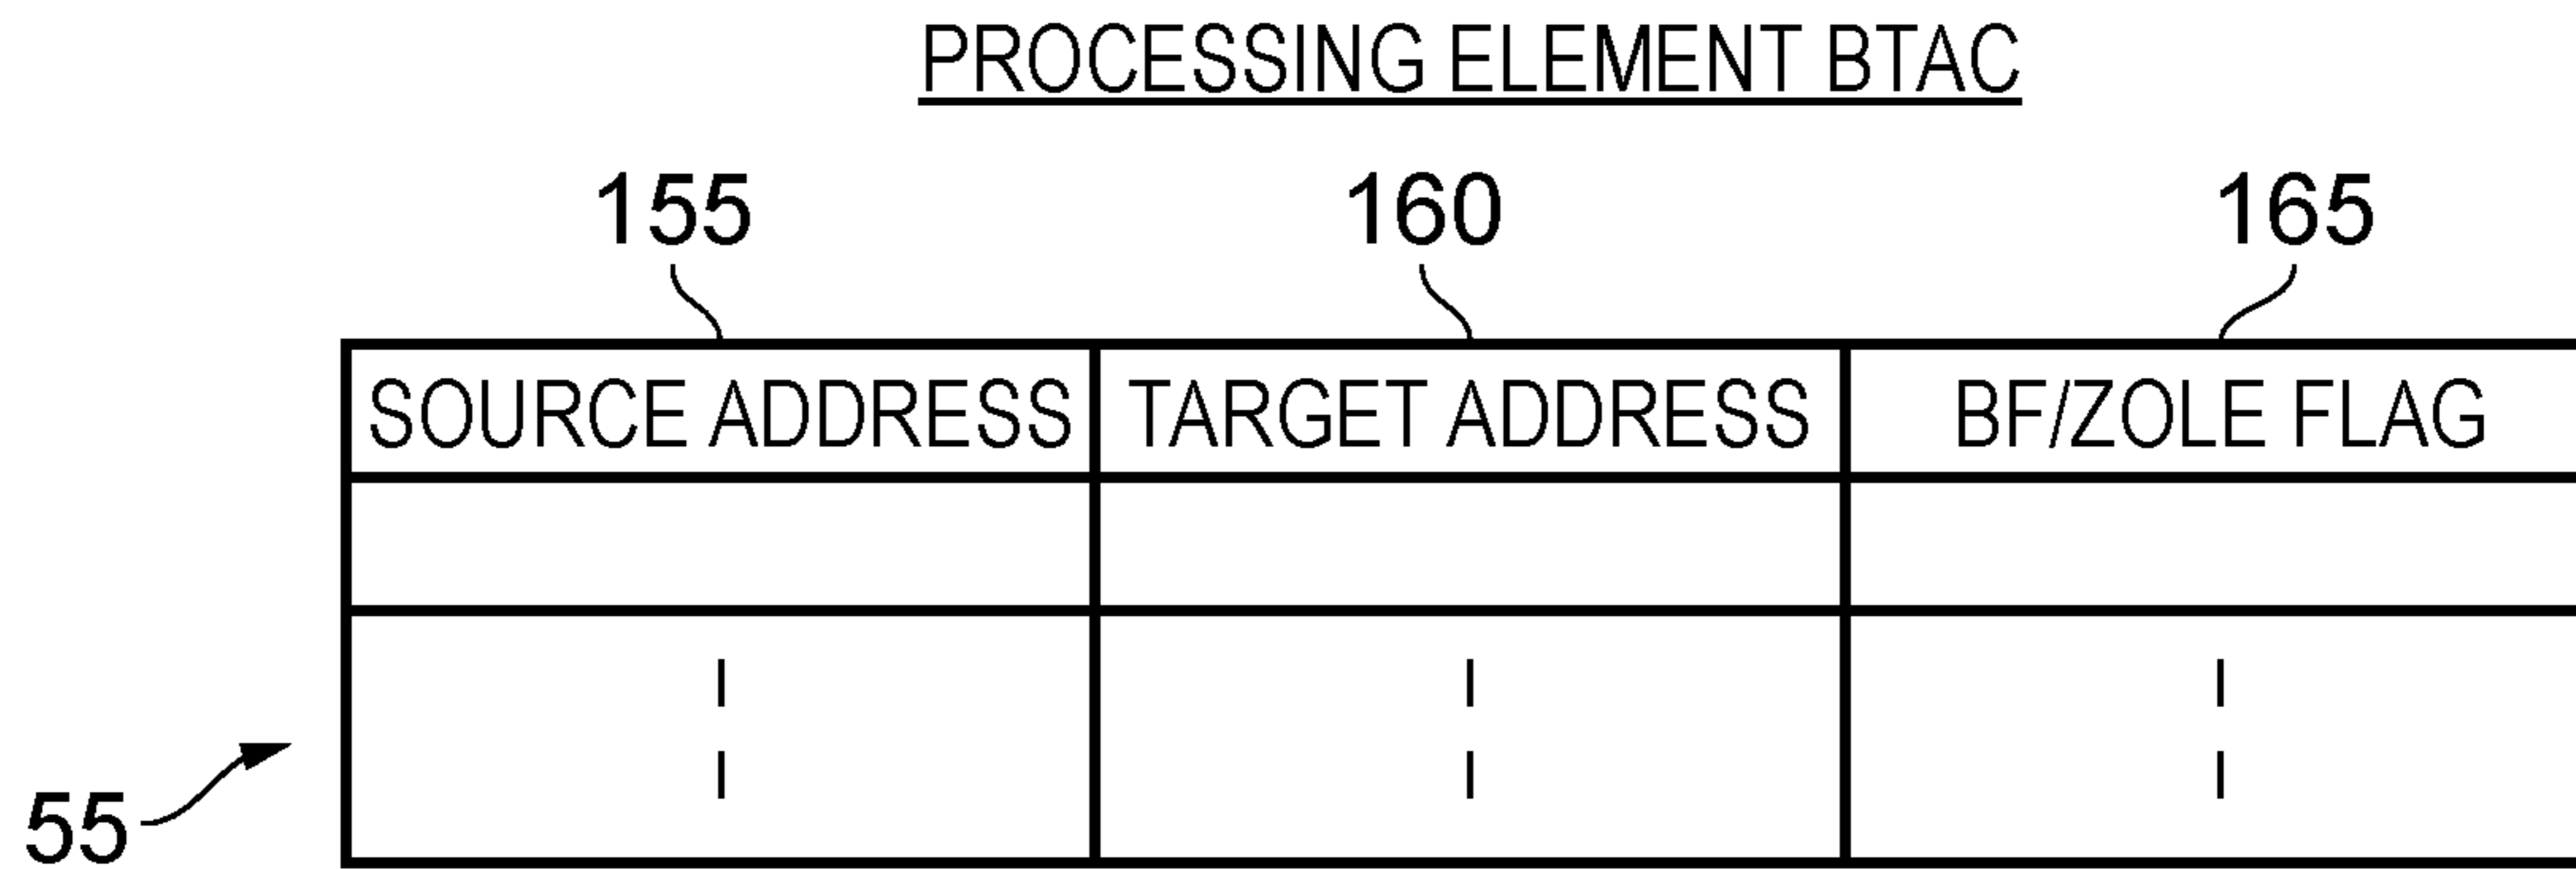 PROCESSING ELEMENT BTAC
155 160 165
SOURCE ADDRESS TARGET ADDRESS BF/ZOLE FLAG
55